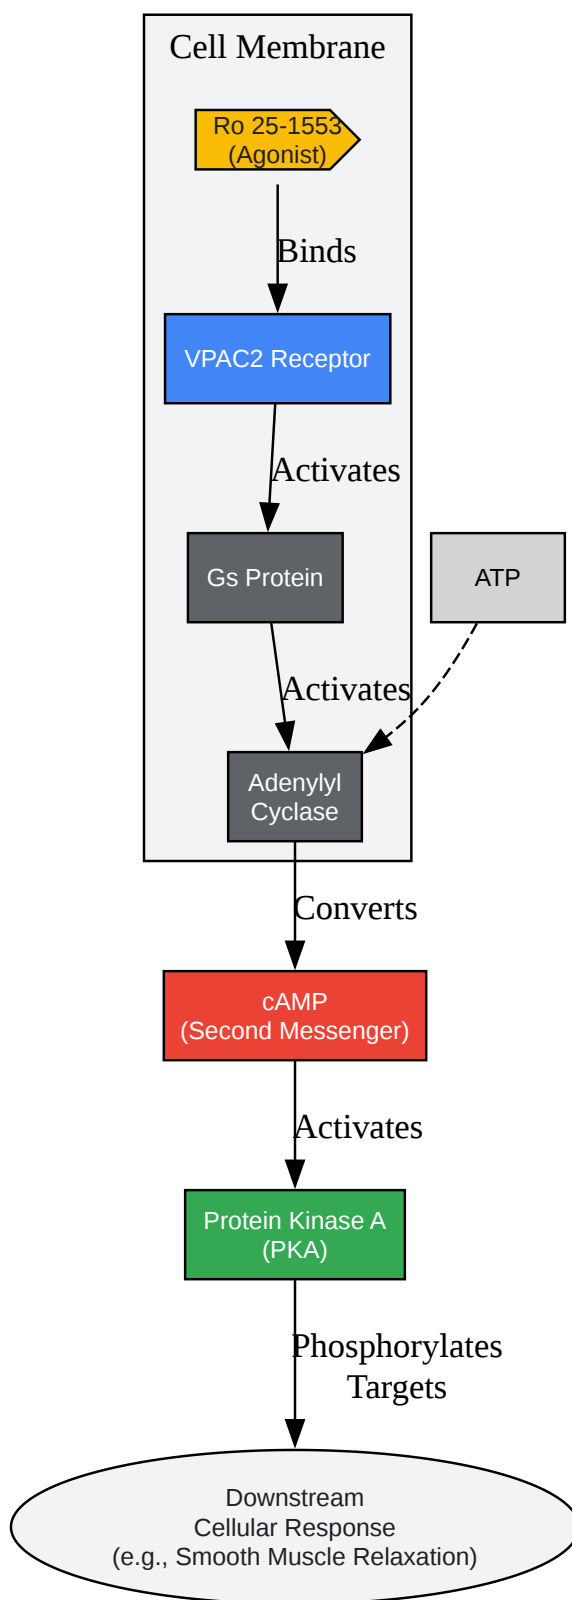 Cell Membrane
Ro 25-1553
(Agonist)
Binds
VPAC2 Receptor
Activates
Gs Protein
ATP
Activates
Adenylyl
Cyclase
Converts
cAMP
(Second Messenger)
Activates
Protein Kinase A
(PKA)
Phosphorylates
Targets
Downstream
Cellular Response
(e.g., Smooth Muscle Relaxation)